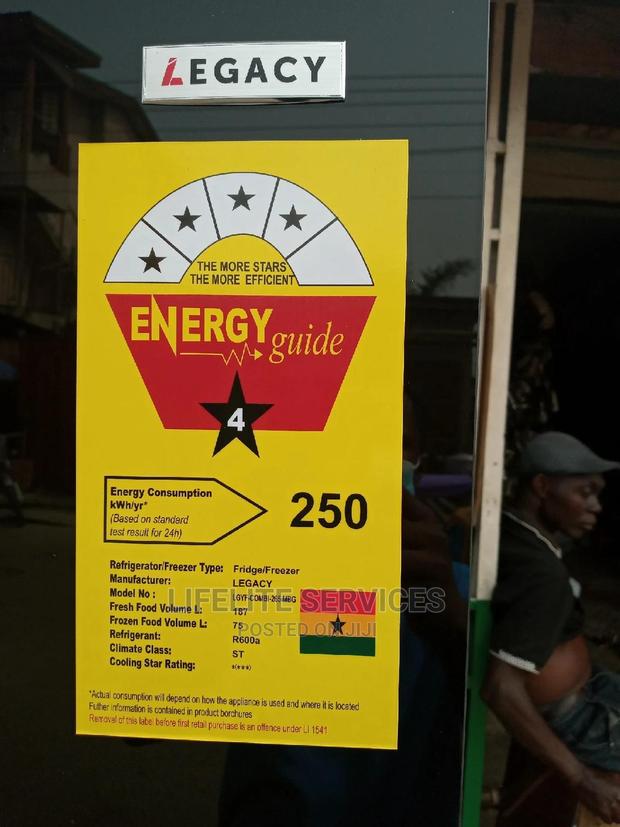 LEGACY
THE MORE STARS
THE MORE EFFICIENT
ENERGY guide
4
Energy Consumption
kWh/yr*
(Based on standard
test result for 24h)
250
Refrigerator/Freezer Type: Fridge/Freezer
Manufacturer: LEGACY
Model No :
Fresh Food Volume L: 187
Frozen Food Volume L: 75
Refrigerant: R600a
Climate Class: ST
Cooling Star Rating: *(***)
LIFELITE SERVICES
POSTED ON JIJI
*Actual consumption will depend on how the appliance is used and where it is located
Futher information is contained in product borchures
Removal of this label before first retail purchase is an offence under LI 1541